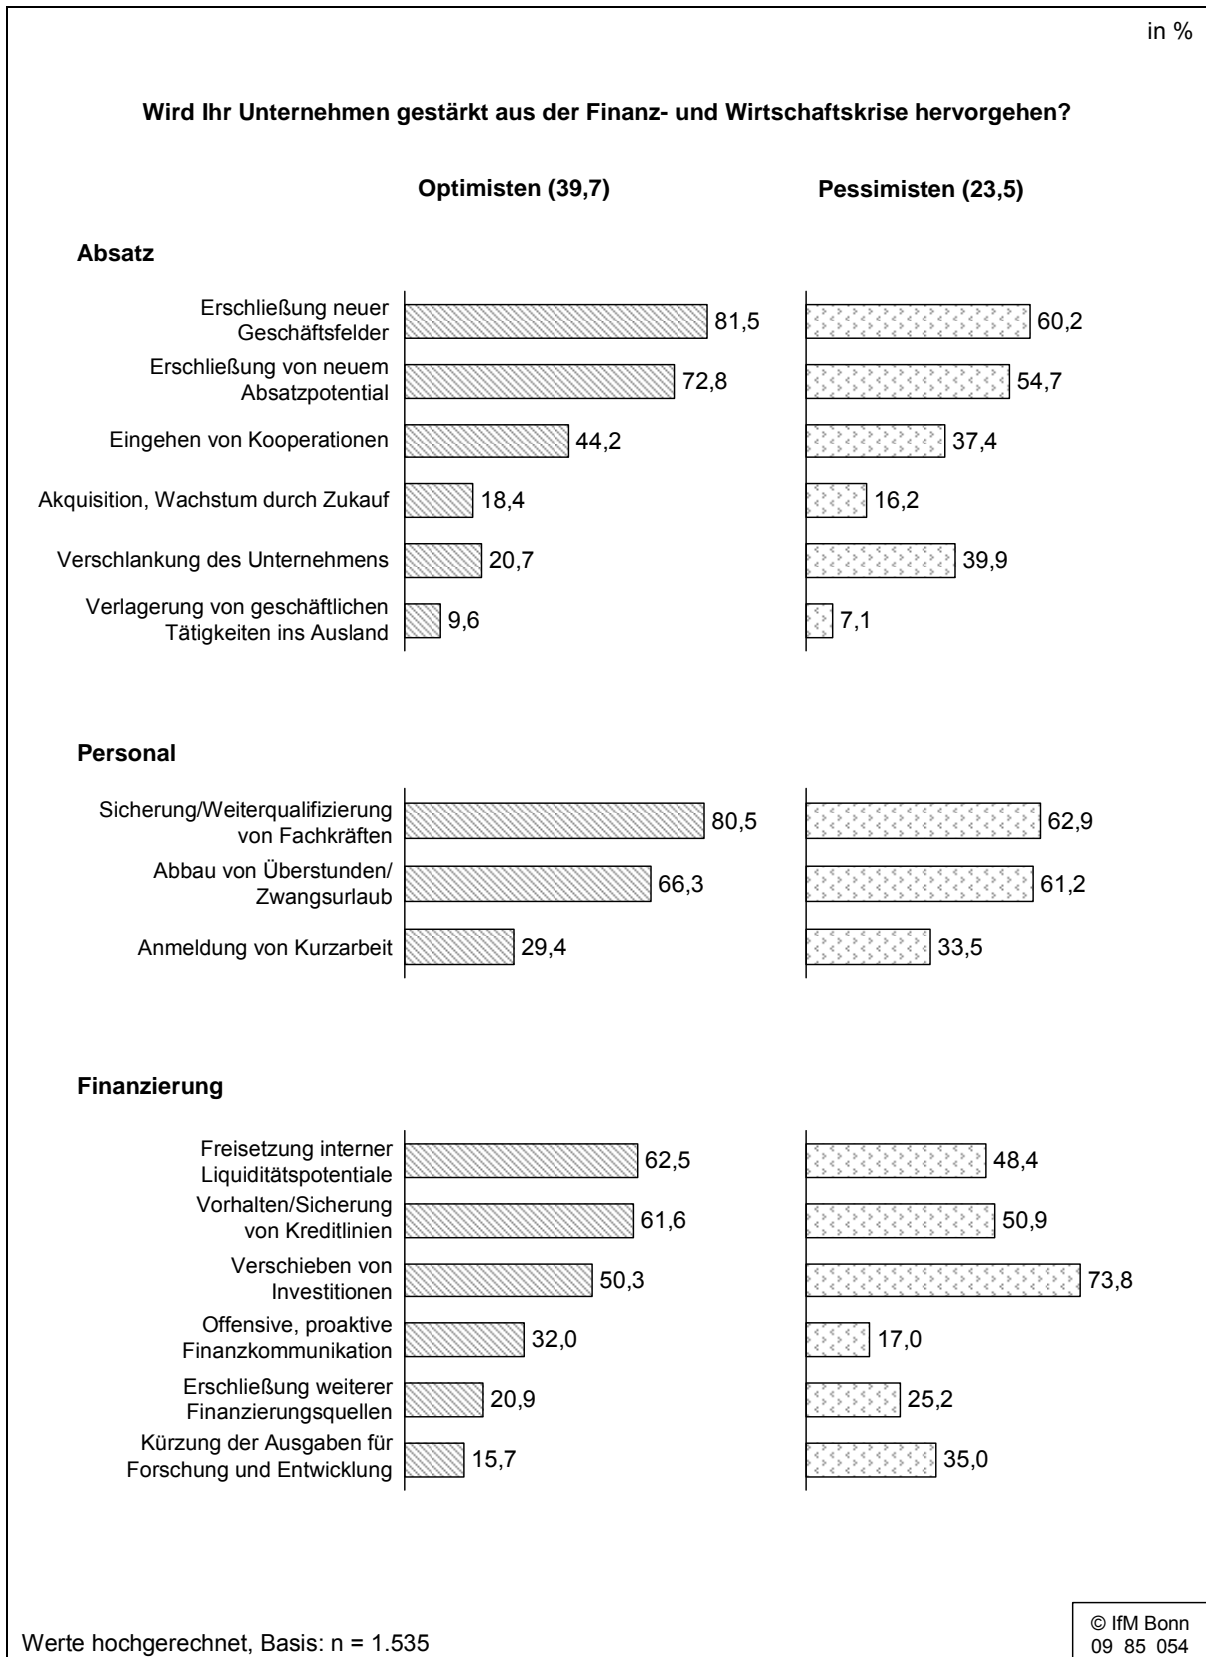 in %
Wird Ihr Unternehmen gestärkt aus der Finanz- und Wirtschaftskrise hervorgehen?
Optimisten (39,7)
Pessimisten (23,5)
Absatz
Erschließung neuer
Geschäftsfelder
81,5
60,2
Erschließung von neuem
Absatzpotential
72,8
54,7
Eingehen von Kooperationen
44,2
37,4
Akquisition, Wachstum durch Zukauf
18,4
16,2
Verschlankung des Unternehmens
20,7
39,9
Verlagerung von geschäftlichen
Tätigkeiten ins Ausland
9,6
7,1
Personal
Sicherung/Weiterqualifizierung
von Fachkräften
80,5
62,9
Abbau von Überstunden/
Zwangsurlaub
66,3
61,2
Anmeldung von Kurzarbeit
29,4
33,5
Finanzierung
Freisetzung interner
Liquiditätspotentiale
62,5
48,4
Vorhalten/Sicherung
von Kreditlinien
61,6
50,9
Verschieben von
Investitionen
50,3
73,8
Offensive, proaktive
Finanzkommunikation
32,0
17,0
Erschließung weiterer
Finanzierungsquellen
20,9
25,2
Kürzung der Ausgaben für
Forschung und Entwicklung
15,7
35,0
Werte hochgerechnet, Basis: n = 1.535
© IfM Bonn
09 85 054